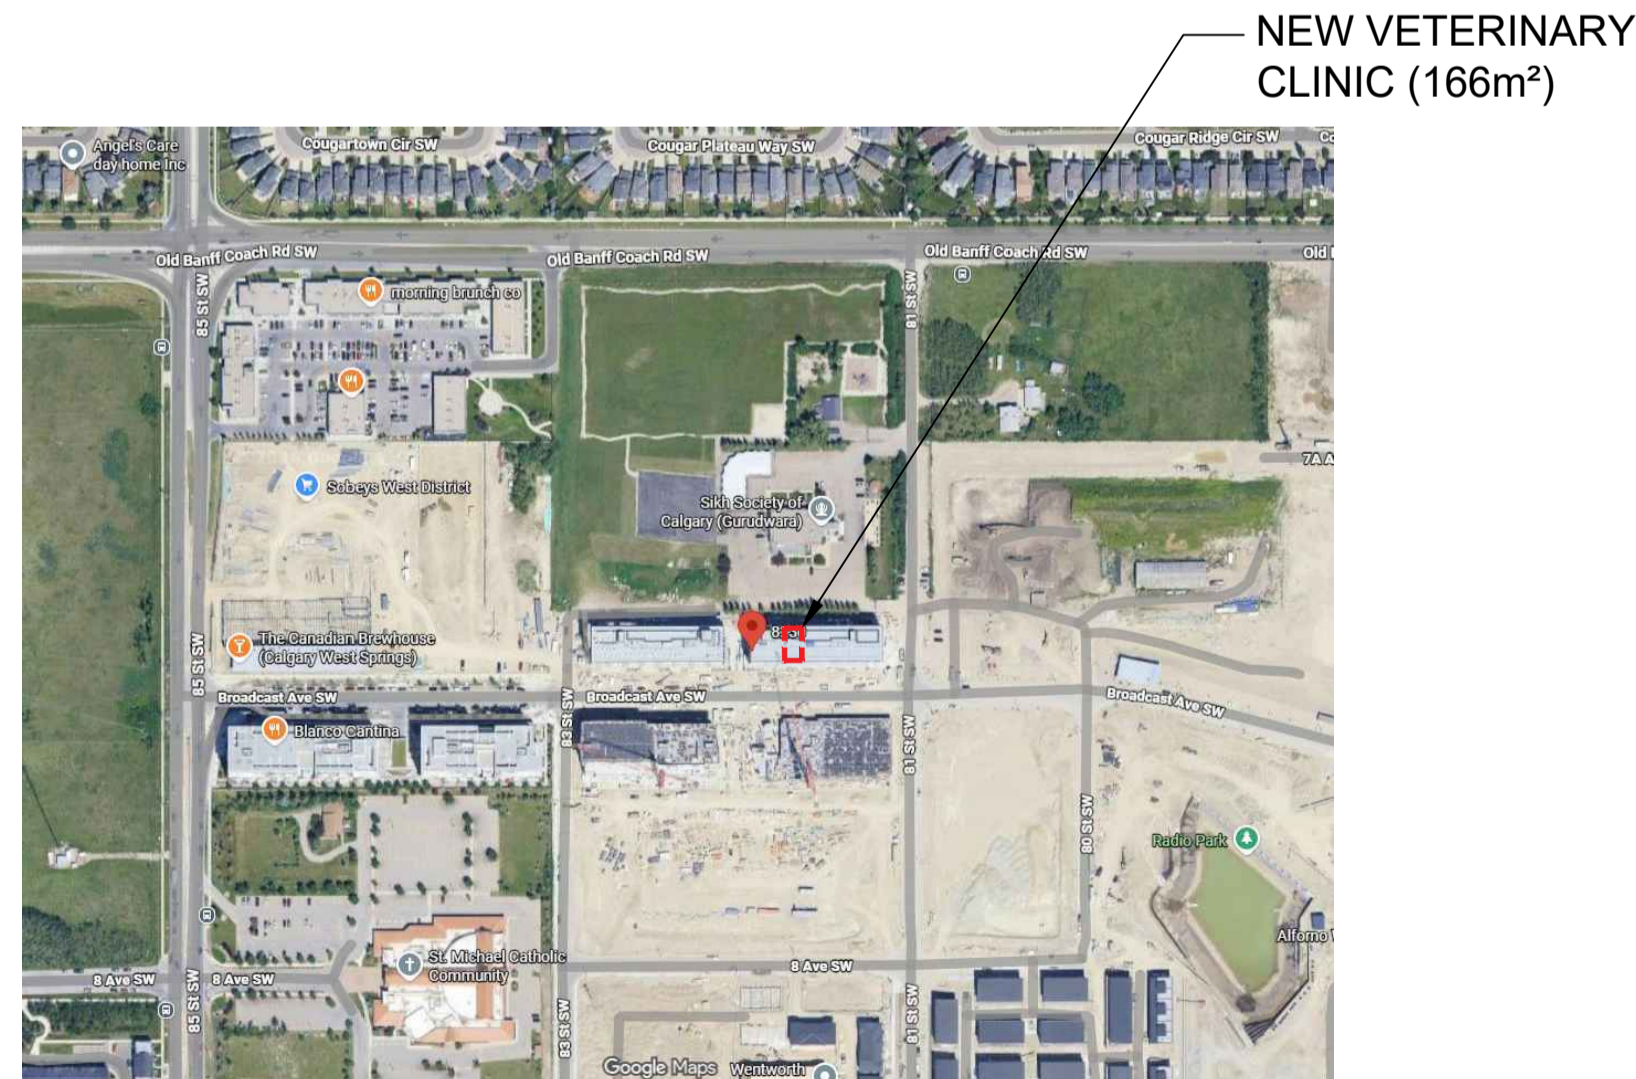 NEW VETERINARY
CLINIC (166m²)
Angel's Care
day home Inc
Cougartown Cir SW
Cougar Plateau Way SW
Cougar Ridge Cir SW
Old Banff Coach Rd SW
Old Banff Coach Rd SW
Old Banff Coach Rd SW
Old
85 St SW
morning brunch co
81 St SW
7A A
Sobeys West District
Sikh Society of
Calgary (Gurudwara)
The Canadian Brewhouse
(Calgary West Springs)
85 St SW
Broadcast Ave SW
Broadcast Ave SW
Broadcast Ave SW
Blanco Cantina
83 St SW
81 St SW
80 St SW
Radio Park
Alforno
St. Michael Catholic
Community
8 Ave SW
8 Ave SW
8 Ave SW
85 St SW
83 St SW
81 St SW
Google Maps
Wentworth